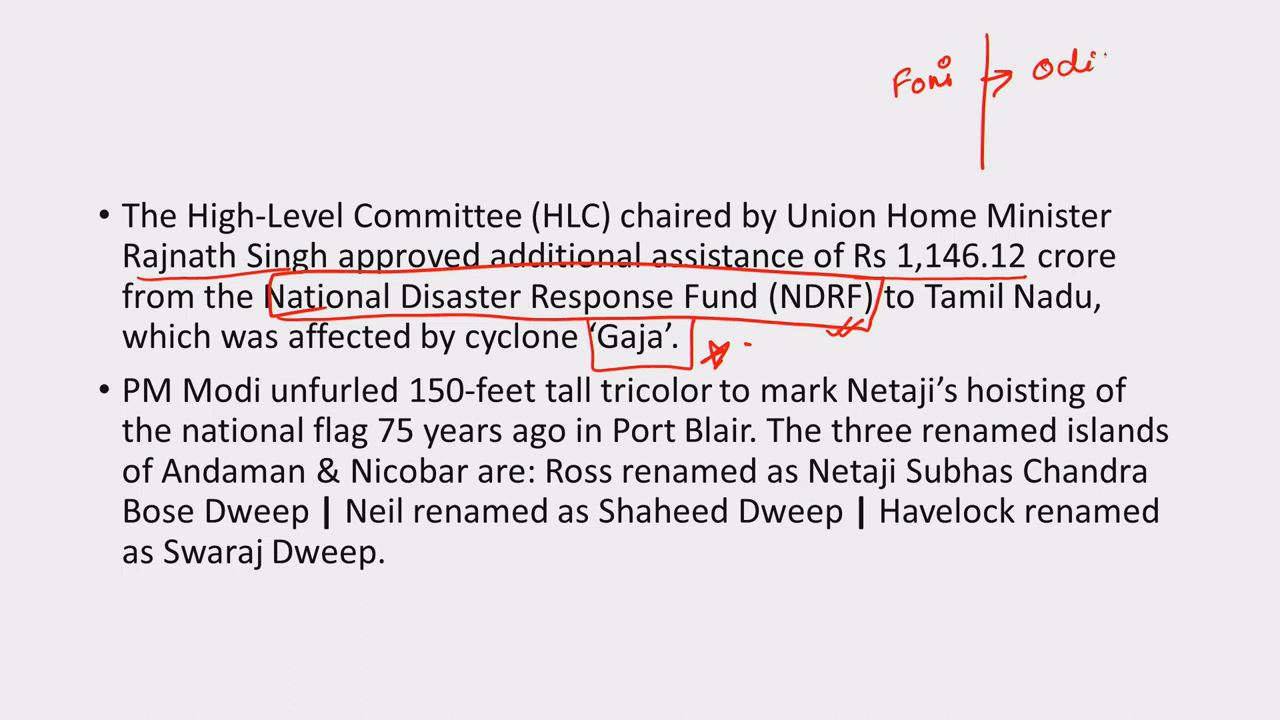 Foni → Odi
• The High-Level Committee (HLC) chaired by Union Home Minister
Rajnath Singh approved additional assistance of Rs 1,146.12 crore
from the National Disaster Response Fund (NDRF) to Tamil Nadu,
which was affected by cyclone ‘Gaja’.
• PM Modi unfurled 150-feet tall tricolor to mark Netaji’s hoisting of
the national flag 75 years ago in Port Blair. The three renamed islands
of Andaman & Nicobar are: Ross renamed as Netaji Subhas Chandra
Bose Dweep | Neil renamed as Shaheed Dweep | Havelock renamed
as Swaraj Dweep.